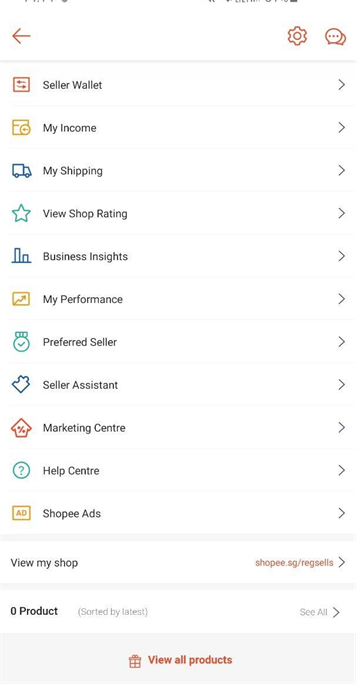 Seller Wallet
My Income
My Shipping
View Shop Rating
Business Insights
My Performance
Preferred Seller
Seller Assistant
Marketing Centre
Help Centre
AD Shopee Ads
View my shop shopee.sg/regsells
0 Product (Sorted by latest) See All
View all products